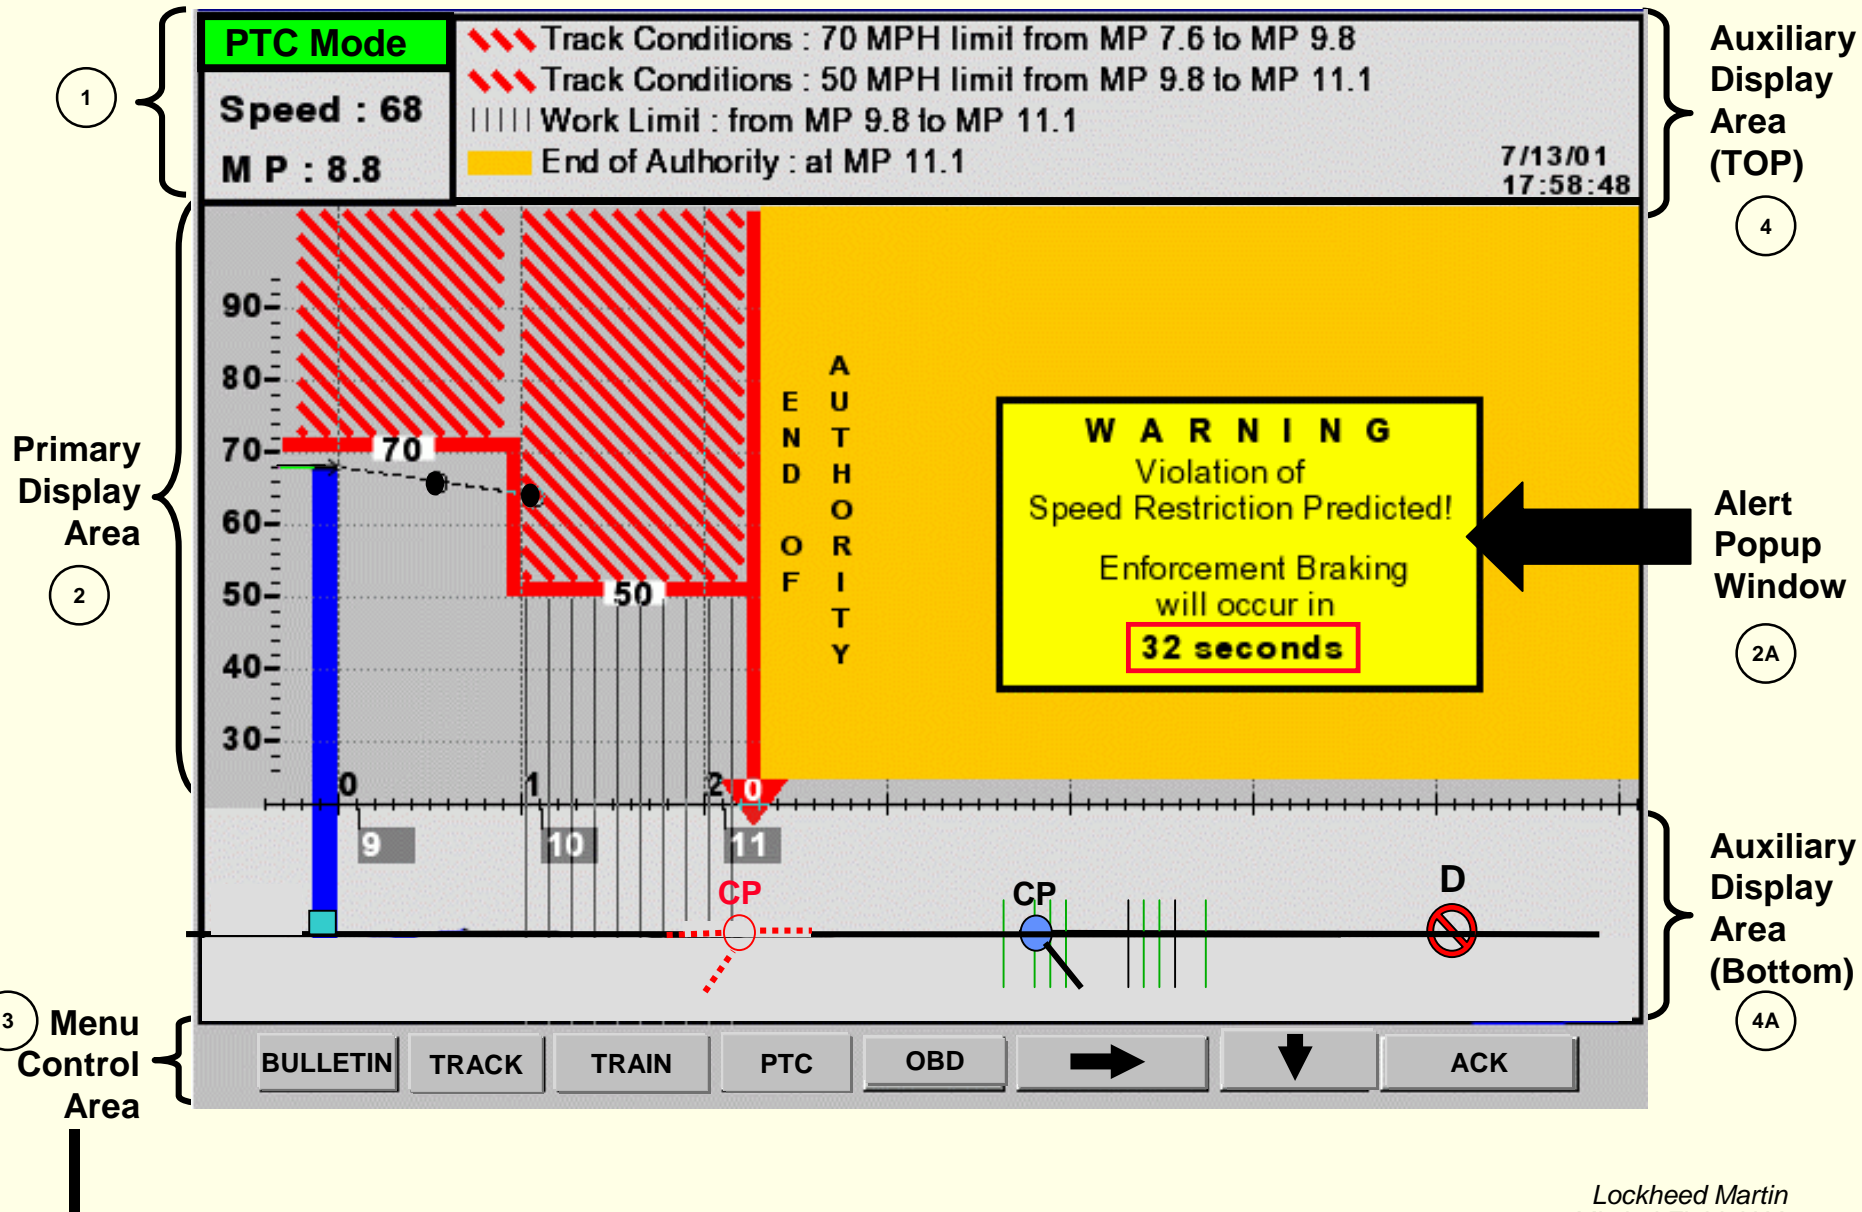 PTC Mode
Speed : 68
M P : 8.8
Track Conditions : 70 MPH limit from MP 7.6 to MP 9.8
Track Conditions : 50 MPH limit from MP 9.8 to MP 11.1
Work Limit : from MP 9.8 to MP 11.1
End of Authority : at MP 11.1
7/13/01
17:58:48
Auxiliary
Display
Area
(TOP)
4
1
Primary
Display
Area
2
90
80
70
60
50
40
30
70
50
END OF
AUTHORITY
WARNING
Violation of
Speed Restriction Predicted!
Enforcement Braking
will occur in
32 seconds
Alert
Popup
Window
2A
0 1 2 0
9 10 11
CP
CP
D
Auxiliary
Display
Area
(Bottom)
4A
3
Menu
Control
Area
BULLETIN
TRACK
TRAIN
PTC
OBD
ACK
Lockheed Martin